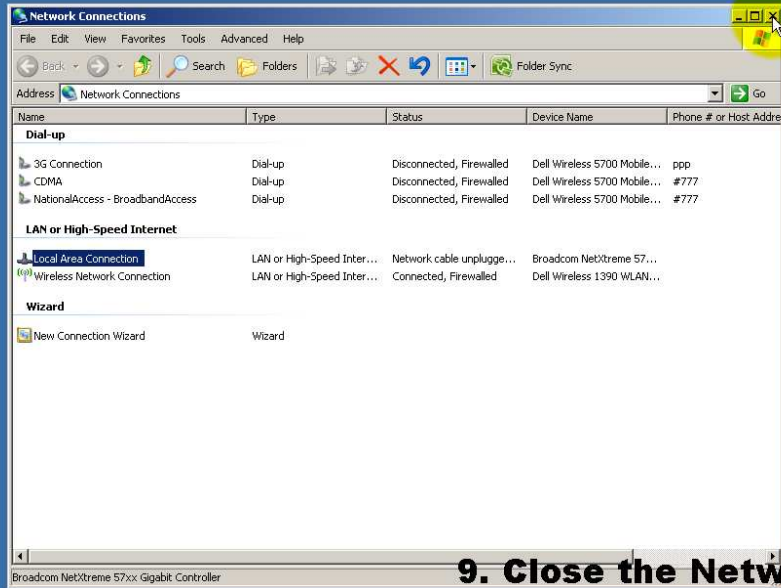 Network Connections
File Edit View Favorites Tools Advanced Help
Back Search Folders Folder Sync
Address Network Connections Go
Name Type Status Device Name Phone # or Host Addre
Dial-up
3G Connection Dial-up Disconnected, Firewalled Dell Wireless 5700 Mobile... ppp
CDMA Dial-up Disconnected, Firewalled Dell Wireless 5700 Mobile... #777
NationalAccess - BroadbandAccess Dial-up Disconnected, Firewalled Dell Wireless 5700 Mobile... #777
LAN or High-Speed Internet
Local Area Connection LAN or High-Speed Inter... Network cable unplugge... Broadcom NetXtreme 57...
Wireless Network Connection LAN or High-Speed Inter... Connected, Firewalled Dell Wireless 1390 WLAN...
Wizard
New Connection Wizard Wizard
9. Close the Netw
Broadcom NetXtreme 57xx Gigabit Controller